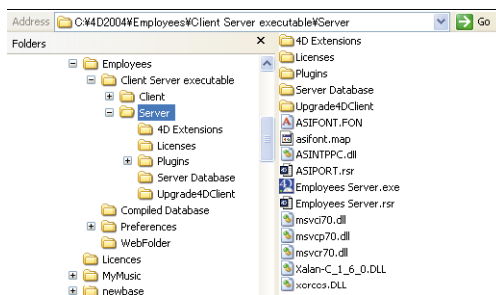 Address C:¥4D2004¥Employees¥Client Server executable¥Server Go
Folders
Employees
Client Server executable
Client
Server
4D Extensions
Licenses
Plugins
Server Database
Upgrade4DClient
Compiled Database
Preferences
WebFolder
Licences
MyMusic
newbase
4D Extensions
Licenses
Plugins
Server Database
Upgrade4DClient
ASIFONT.FON
asifont.map
ASINTPPC.dll
ASIPORT.rsr
Employees Server.exe
Employees Server.rsr
msvci70.dll
msvcp70.dll
msvcr70.dll
Xalan-C_1_6_0.DLL